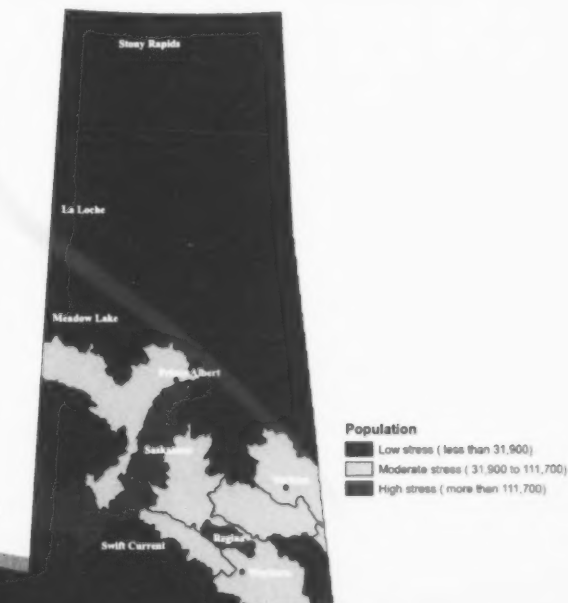 Stony Rapids
La Loche
Meadow Lake
Prince Albert
Saskatoon
Population
Low stress ( less than 31,900)
Moderate stress ( 31,900 to 111,700)
High stress ( more than 111,700)
Regina
Swift Current
Weyburn